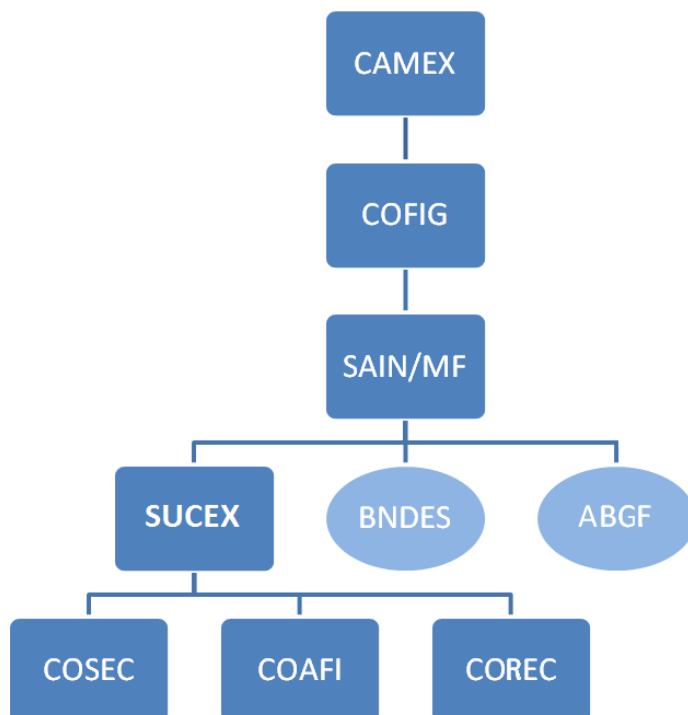 CAMEX
COFIG
SAIN/MF
SUCEX
BNDES
ABGF
COSEC
COAFI
COREC